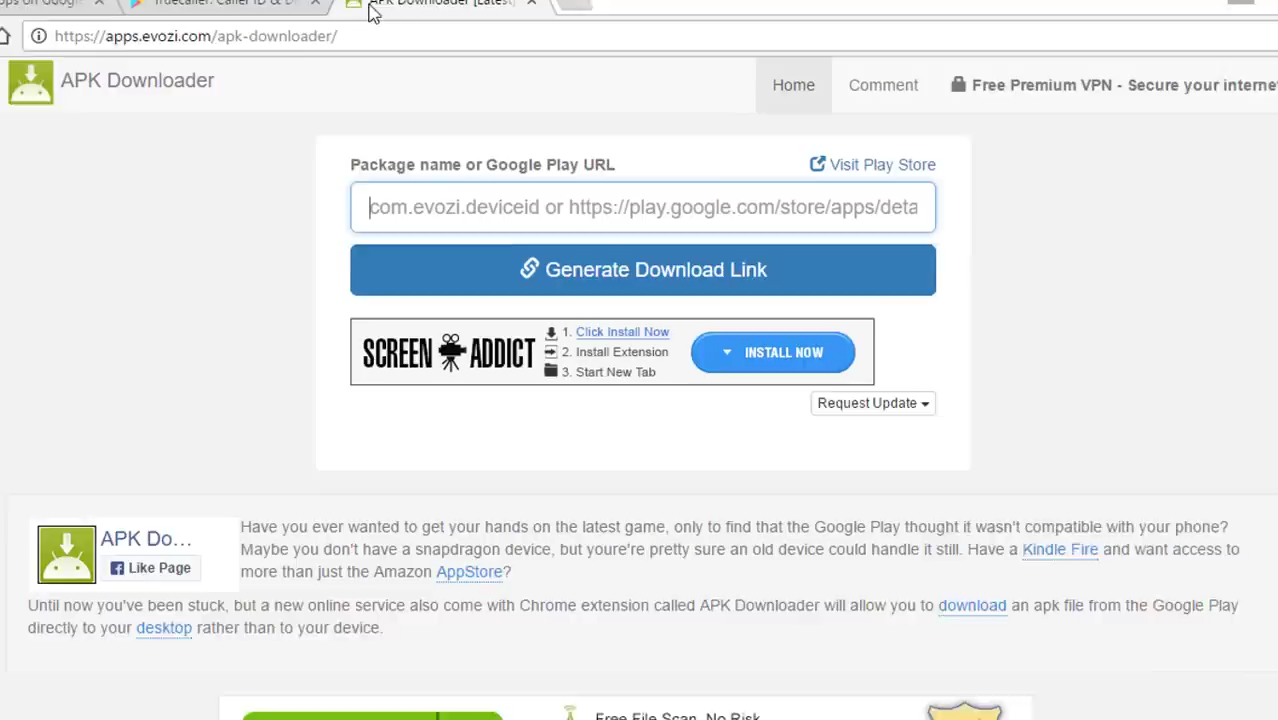 Truecaller: Caller ID & 
APK Downloader [Latest]
https://apps.evozi.com/apk-downloader/
APK Downloader
Home Comment Free Premium VPN - Secure your interne
Package name or Google Play URL Visit Play Store
com.evozi.deviceid or https://play.google.com/store/apps/deta
Generate Download Link
SCREEN ADDICT
1. Click Install Now
2. Install Extension
3. Start New Tab
INSTALL NOW
Request Update
APK Do...
Like Page
Have you ever wanted to get your hands on the latest game, only to find that the Google Play thought it wasn't compatible with your phone?
Maybe you don't have a snapdragon device, but youre're pretty sure an old device could handle it still. Have a Kindle Fire and want access to
more than just the Amazon AppStore?
Until now you've been stuck, but a new online service also come with Chrome extension called APK Downloader will allow you to download an apk file from the Google Play
directly to your desktop rather than to your device.
Free File Scan. No Risk